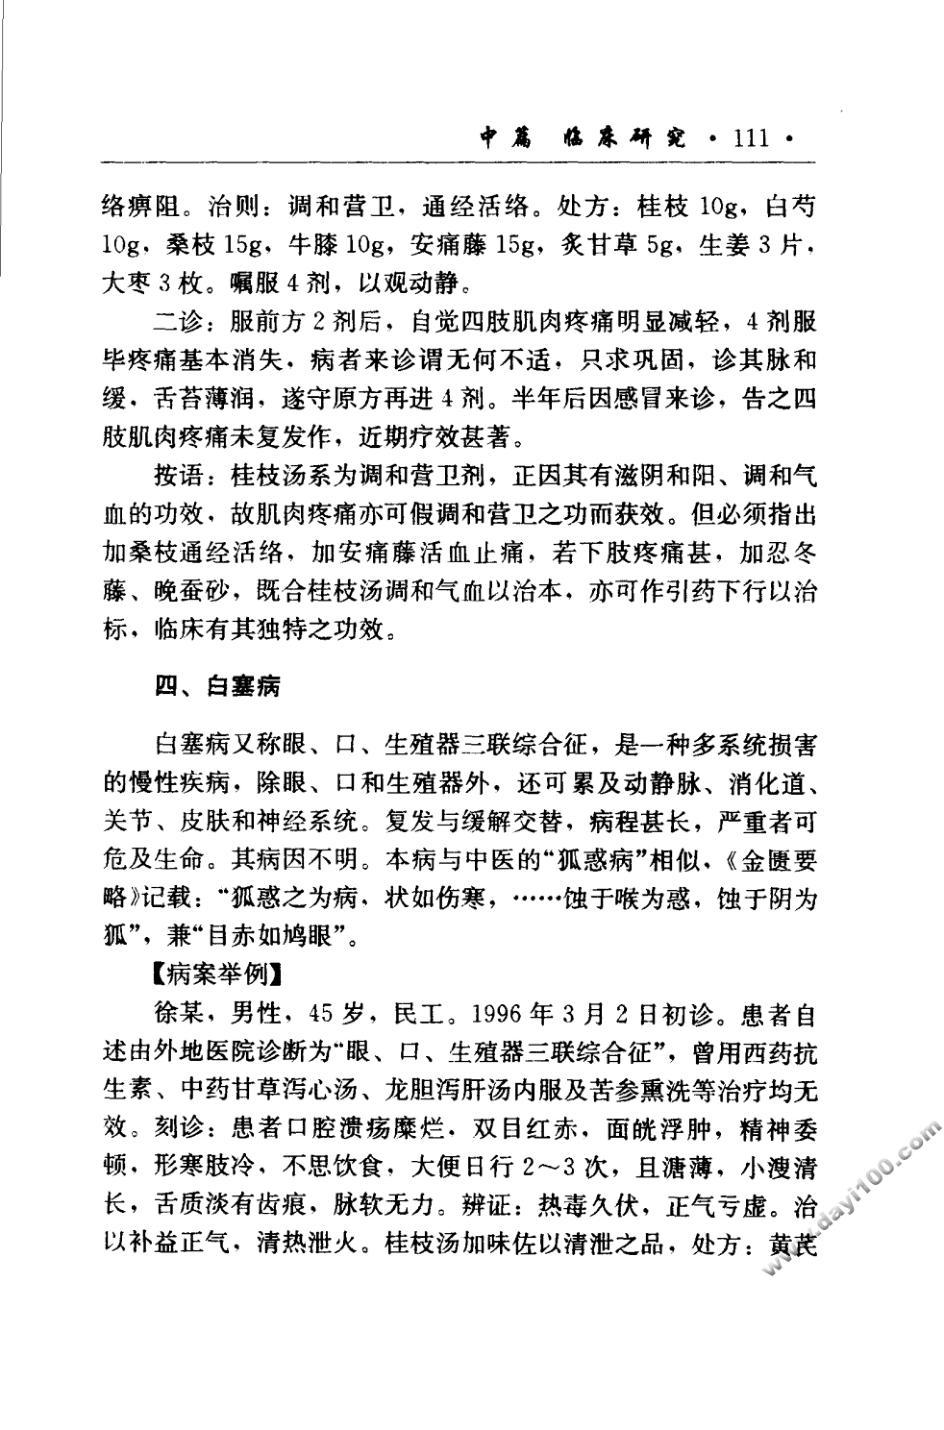 中篇 临床研究 · 111 ·
络痹阻。治则：调和营卫，通经活络。处方：桂枝 10g，白芍
10g，桑枝 15g，牛膝 10g，安痛藤 15g，炙甘草 5g，生姜 3 片，
大枣 3 枚。嘱服 4 剂，以观动静。
二诊：服前方 2 剂后，自觉四肢肌肉疼痛明显减轻，4 剂服
毕疼痛基本消失，病者来诊谓无何不适，只求巩固，诊其脉和
缓，舌苔薄润，遂守原方再进 4 剂。半年后因感冒来诊，告之四
肢肌肉疼痛未复发作，近期疗效甚著。
按语：桂枝汤系为调和营卫剂，正因其有滋阴和阳、调和气
血的功效，故肌肉疼痛亦可假调和营卫之功而获效。但必须指出
加桑枝通经活络，加安痛藤活血止痛，若下肢疼痛甚，加忍冬
藤、晚蚕砂，既合桂枝汤调和气血以治本，亦可作引药下行以治
标，临床有其独特之功效。
四、白塞病
白塞病又称眼、口、生殖器三联综合征，是一种多系统损害
的慢性疾病，除眼、口和生殖器外，还可累及动静脉、消化道、
关节、皮肤和神经系统。复发与缓解交替，病程甚长，严重者可
危及生命。其病因不明。本病与中医的“狐惑病”相似，《金匮要
略》记载：“狐惑之为病，状如伤寒，……蚀于喉为惑，蚀于阴为
狐”，兼“目赤如鸠眼”。
【病案举例】
徐某，男性，45 岁，民工。1996 年 3 月 2 日初诊。患者自
述由外地医院诊断为“眼、口、生殖器三联综合征”，曾用西药抗
生素、中药甘草泻心汤、龙胆泻肝汤内服及苦参熏洗等治疗均无
效。刻诊：患者口腔溃疡糜烂，双目红赤，面㿠浮肿，精神委
顿，形寒肢冷，不思饮食，大便日行 2～3 次，且溏薄，小溲清
长，舌质淡有齿痕，脉软无力。辨证：热毒久伏，正气亏虚。治
以补益正气，清热泄火。桂枝汤加味佐以清泄之品，处方：黄芪
www.dayi100.com